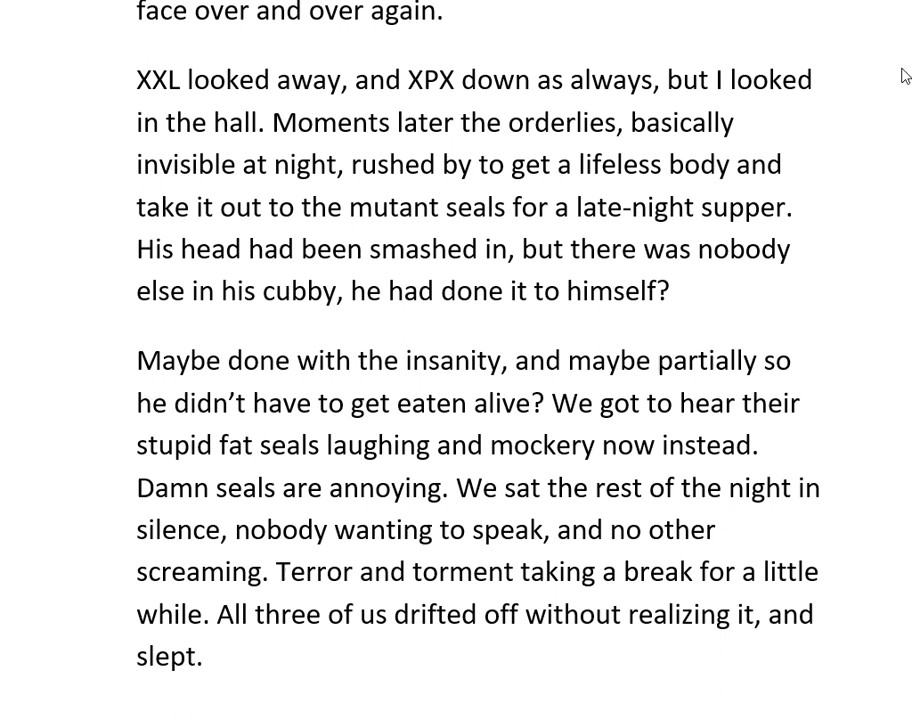 face over and over again.
XXL looked away, and XPX down as always, but I looked
in the hall. Moments later the orderlies, basically
invisible at night, rushed by to get a lifeless body and
take it out to the mutant seals for a late-night supper.
His head had been smashed in, but there was nobody
else in his cubby, he had done it to himself?
Maybe done with the insanity, and maybe partially so
he didn’t have to get eaten alive? We got to hear their
stupid fat seals laughing and mockery now instead.
Damn seals are annoying. We sat the rest of the night in
silence, nobody wanting to speak, and no other
screaming. Terror and torment taking a break for a little
while. All three of us drifted off without realizing it, and
slept.